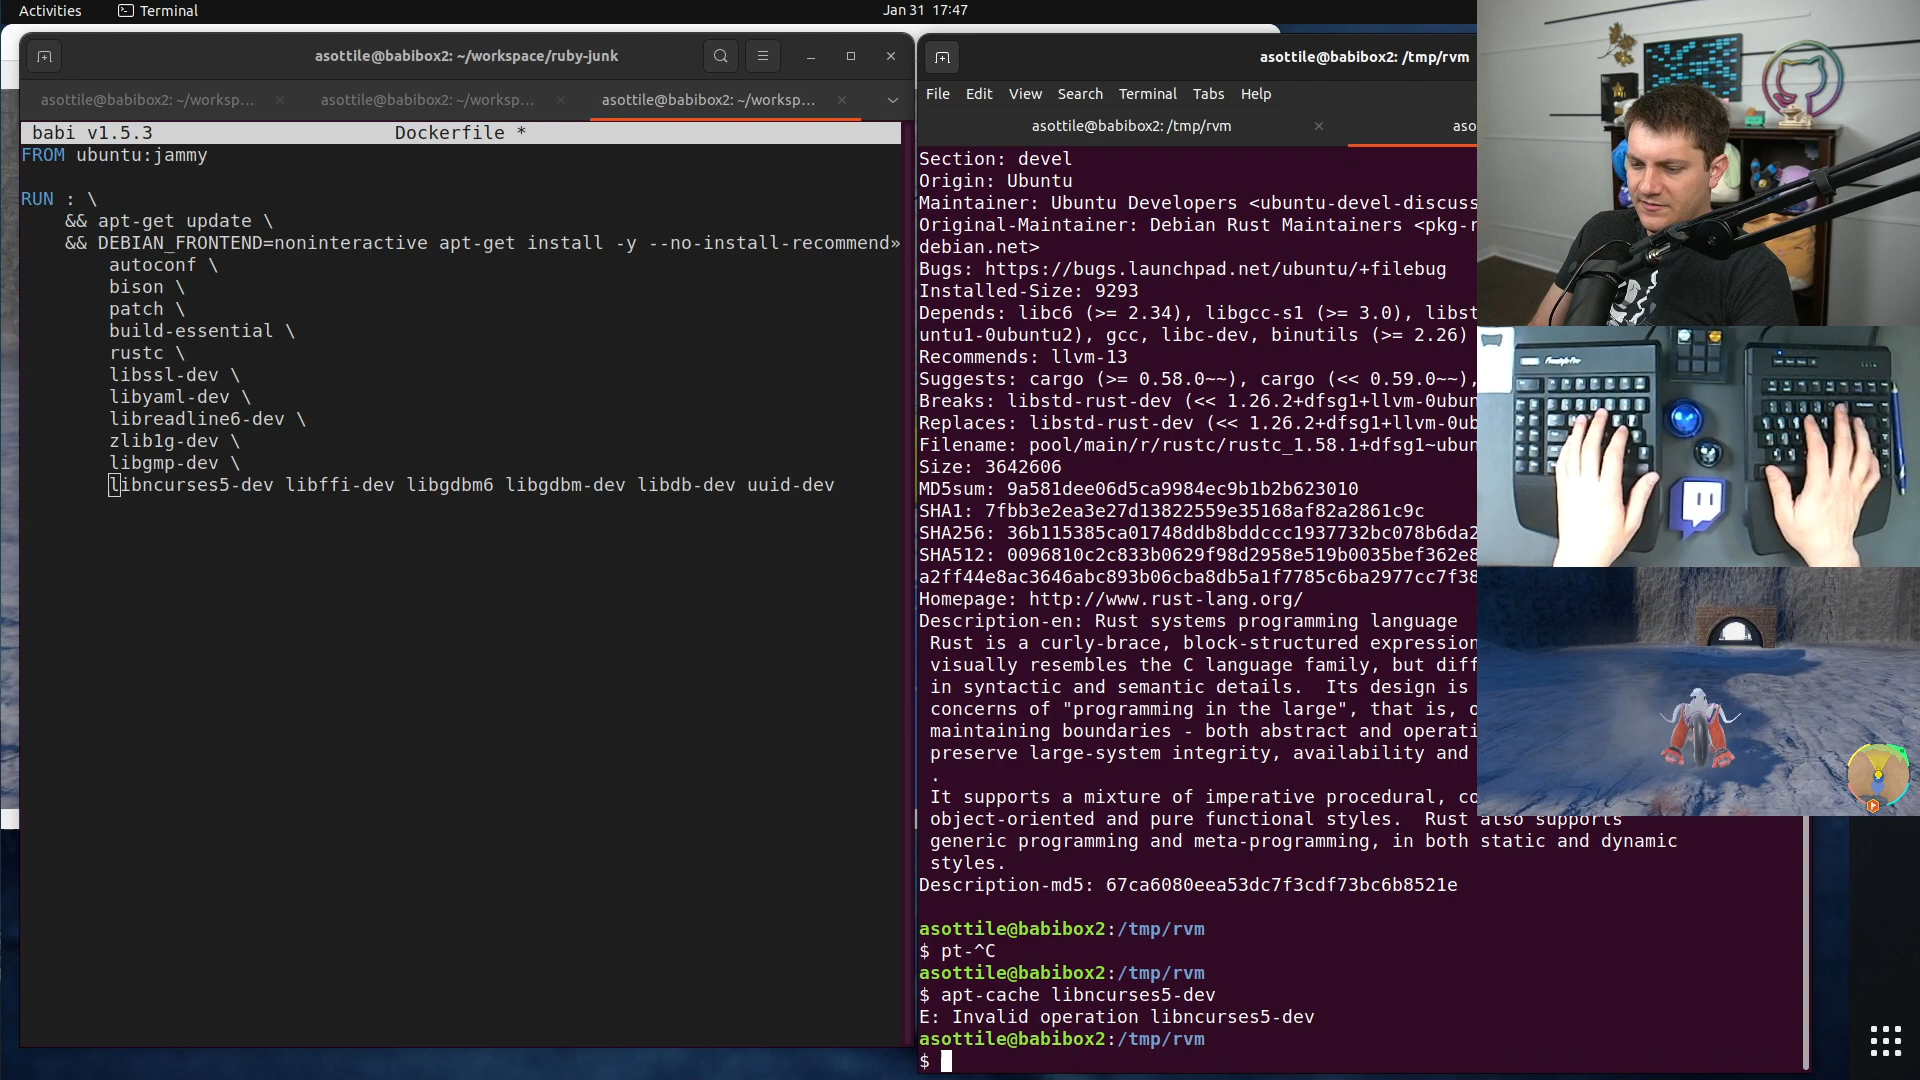 Activities
Terminal
Jan 31 17:47
asottile@babibox2: ~/workspace/ruby-junk
asottile@babibox2: ~/worksp...
asottile@babibox2: ~/worksp...
asottile@babibox2: ~/worksp...
babi v1.5.3 Dockerfile *
FROM ubuntu:jammy
RUN : \
&& apt-get update \
&& DEBIAN_FRONTEND=noninteractive apt-get install -y --no-install-recommend»
autoconf \
bison \
patch \
build-essential \
rustc \
libssl-dev \
libyaml-dev \
libreadline6-dev \
zlib1g-dev \
libgmp-dev \
libncurses5-dev libffi-dev libgdbm6 libgdbm-dev libdb-dev uuid-dev
asottile@babibox2: /tmp/rvm
File Edit View Search Terminal Tabs Help
asottile@babibox2: /tmp/rvm
aso
Section: devel
Origin: Ubuntu
Maintainer: Ubuntu Developers <ubuntu-devel-discuss
Original-Maintainer: Debian Rust Maintainers <pkg-r
debian.net>
Bugs: https://bugs.launchpad.net/ubuntu/+filebug
Installed-Size: 9293
Depends: libc6 (>= 2.34), libgcc-s1 (>= 3.0), libst
untu1-0ubuntu2), gcc, libc-dev, binutils (>= 2.26)
Recommends: llvm-13
Suggests: cargo (>= 0.58.0~~), cargo (<< 0.59.0~~),
Breaks: libstd-rust-dev (<< 1.26.2+dfsg1+llvm-0ubun
Replaces: libstd-rust-dev (<< 1.26.2+dfsg1+llvm-0ub
Filename: pool/main/r/rustc/rustc_1.58.1+dfsg1~ubun
Size: 3642606
MD5sum: 9a581dee06d5ca9984ec9b1b2b623010
SHA1: 7fbb3e2ea3e27d13822559e35168af82a2861c9c
SHA256: 36b115385ca01748ddb8bddccc1937732bc078b6da2
SHA512: 0096810c2c833b0629f98d2958e519b0035bef362e8
a2ff44e8ac3646abc893b06cba8db5a1f7785c6ba2977cc7f38
Homepage: http://www.rust-lang.org/
Description-en: Rust systems programming language
Rust is a curly-brace, block-structured expression
visually resembles the C language family, but diff
in syntactic and semantic details.  Its design is
concerns of "programming in the large", that is, o
maintaining boundaries - both abstract and operati
preserve large-system integrity, availability and
.
It supports a mixture of imperative procedural, co
object-oriented and pure functional styles.  Rust also supports
generic programming and meta-programming, in both static and dynamic
styles.
Description-md5: 67ca6080eea53dc7f3cdf73bc6b8521e
asottile@babibox2:/tmp/rvm
$ pt-^C
asottile@babibox2:/tmp/rvm
$ apt-cache libncurses5-dev
E: Invalid operation libncurses5-dev
asottile@babibox2:/tmp/rvm
$